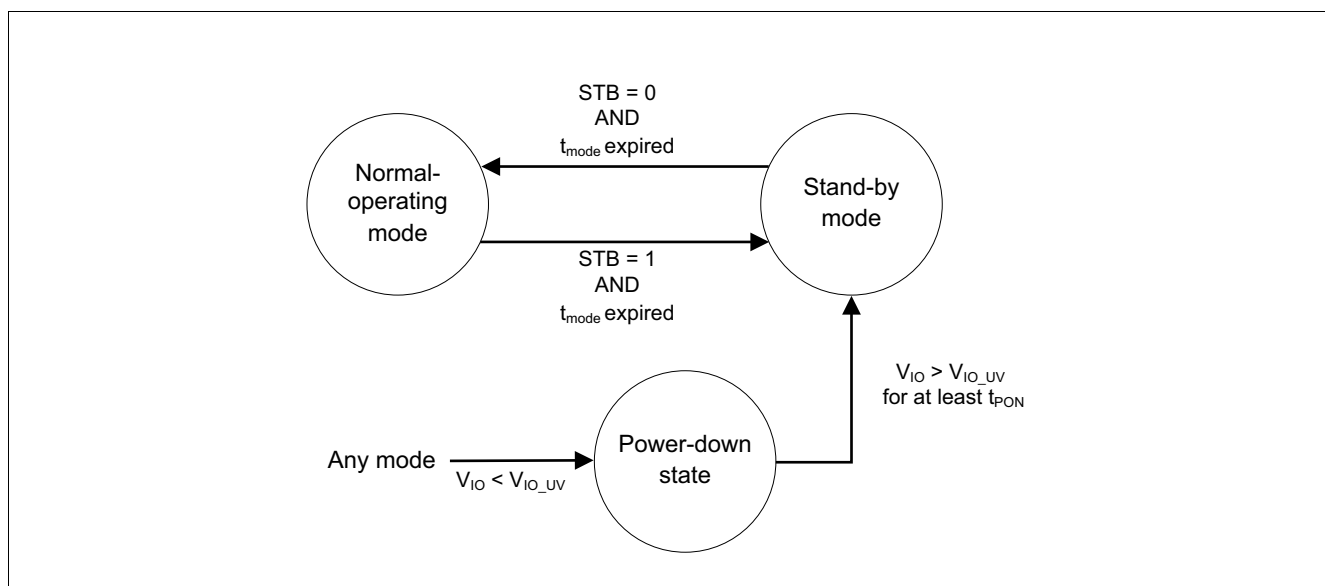 STB = 0
AND
tmode expired
Normal-
operating
mode
Stand-by
mode
STB = 1
AND
tmode expired
VIO > VIO_UV
for at least tPON
Power-down
state
Any mode
VIO < VIO_UV